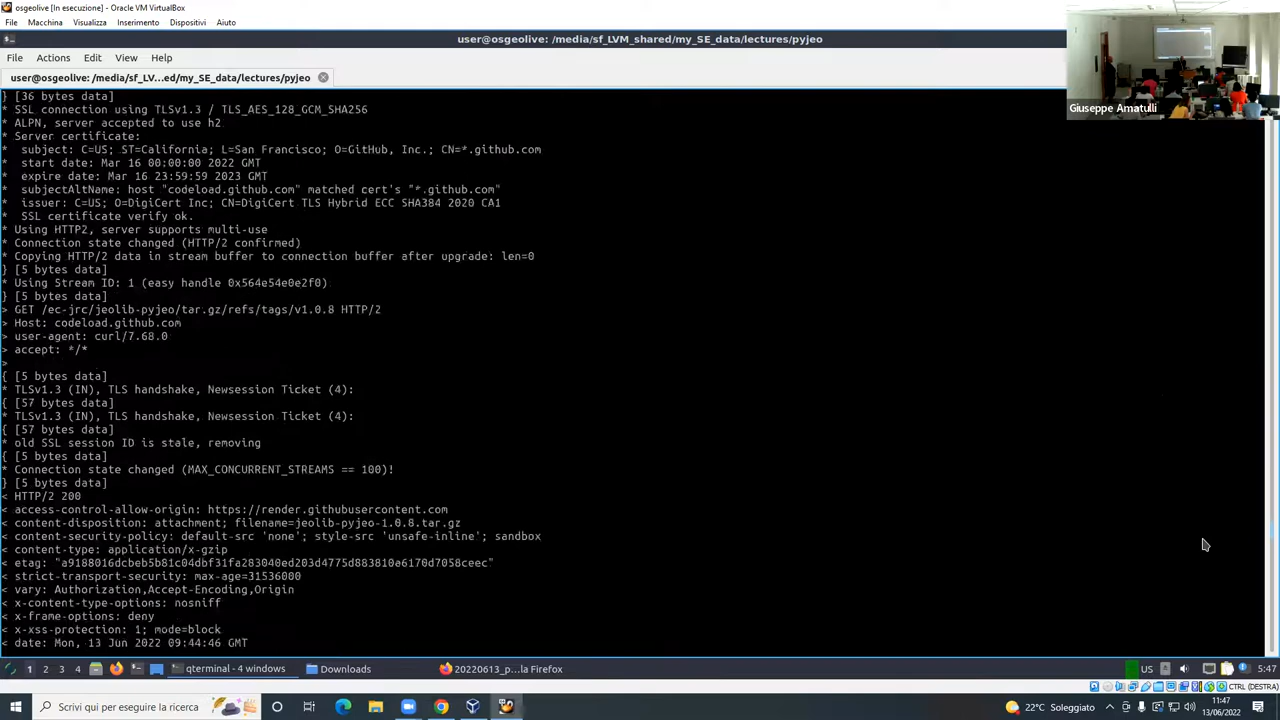 osgeolive [In esecuzione] - Oracle VM VirtualBox
File Macchina Visualizza Inserimento Dispositivi Aiuto
user@osgeolive: /media/sf_LVM_shared/my_SE_data/lectures/pyjeo
File Actions Edit View Help
user@osgeolive: /media/sf_LV...ed/my_SE_data/lectures/pyjeo
Giuseppe Amatulli
} [36 bytes data]
* SSL connection using TLSv1.3 / TLS_AES_128_GCM_SHA256
* ALPN, server accepted to use h2
* Server certificate:
*  subject: C=US; ST=California; L=San Francisco; O=GitHub, Inc.; CN=*.github.com
*  start date: Mar 16 00:00:00 2022 GMT
*  expire date: Mar 16 23:59:59 2023 GMT
*  subjectAltName: host "codeload.github.com" matched cert's "*.github.com"
*  issuer: C=US; O=DigiCert Inc; CN=DigiCert TLS Hybrid ECC SHA384 2020 CA1
*  SSL certificate verify ok.
* Using HTTP2, server supports multi-use
* Connection state changed (HTTP/2 confirmed)
* Copying HTTP/2 data in stream buffer to connection buffer after upgrade: len=0
} [5 bytes data]
* Using Stream ID: 1 (easy handle 0x564e54e0e2f0)
} [5 bytes data]
> GET /ec-jrc/jeolib-pyjeo/tar.gz/refs/tags/v1.0.8 HTTP/2
> Host: codeload.github.com
> user-agent: curl/7.68.0
> accept: */*
>
{ [5 bytes data]
* TLSv1.3 (IN), TLS handshake, Newsession Ticket (4):
{ [57 bytes data]
* TLSv1.3 (IN), TLS handshake, Newsession Ticket (4):
{ [57 bytes data]
* old SSL session ID is stale, removing
{ [5 bytes data]
* Connection state changed (MAX_CONCURRENT_STREAMS == 100)!
} [5 bytes data]
< HTTP/2 200
< access-control-allow-origin: https://render.githubusercontent.com
< content-disposition: attachment; filename=jeolib-pyjeo-1.0.8.tar.gz
< content-security-policy: default-src 'none'; style-src 'unsafe-inline'; sandbox
< content-type: application/x-gzip
< etag: "a9188016dcbeb5b81c04dbf31fa283040ed203d4775d883810a6170d7058ceec"
< strict-transport-security: max-age=31536000
< vary: Authorization,Accept-Encoding,Origin
< x-content-type-options: nosniff
< x-frame-options: deny
< x-xss-protection: 1; mode=block
< date: Mon, 13 Jun 2022 09:44:46 GMT
1 2 3 4 qterminal - 4 windows Downloads 20220613_p...la Firefox US 5:47
CTRL (DESTRA)
Scrivi qui per eseguire la ricerca 22°C Soleggiato 11:47
13/06/2022